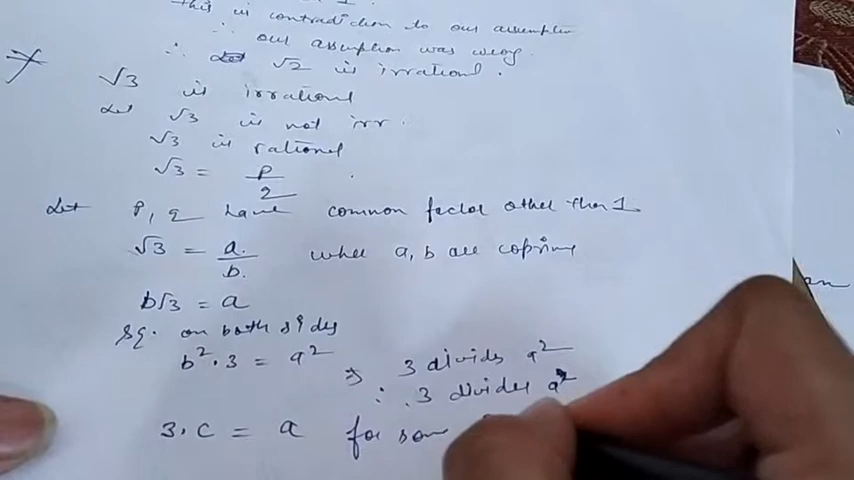 this is contradiction to our assumption
∴ our assumption was wrong.
∴ √2 is irrational.
√3 is irrational
Let √3 is not irr.
√3 is rational
√3 = p/q
Let p, q have common factor other than 1.
√3 = a/b where a, b are coprime
b√3 = a
Sq. on both sides
b². 3 = a² ⇒ 3 divides a²
∴ 3 divides a
3. c = a for some